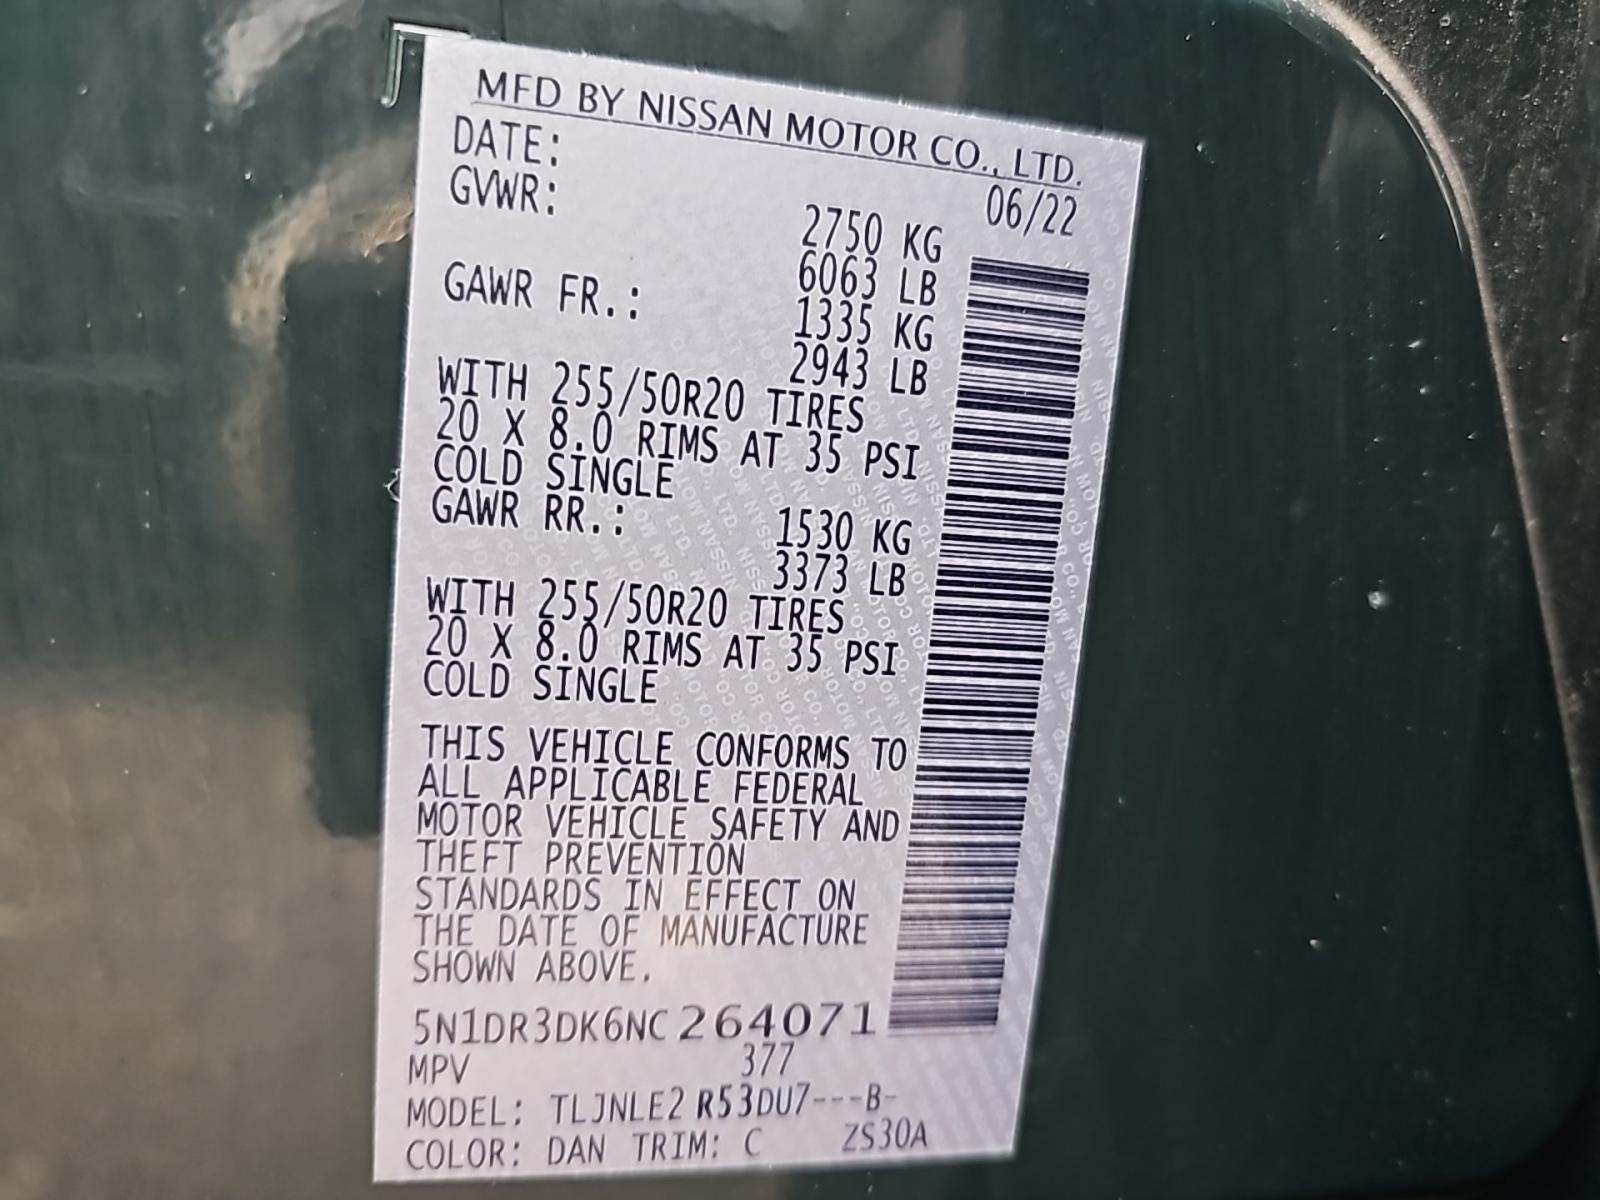 MFD BY NISSAN MOTOR CO., LTD.
DATE: 06/22
GVWR: 2750 KG
6063 LB
GAWR FR.: 1335 KG
2943 LB
WITH 255/50R20 TIRES
20 X 8.0 RIMS AT 35 PSI
COLD SINGLE
GAWR RR.: 1530 KG
3373 LB
WITH 255/50R20 TIRES
20 X 8.0 RIMS AT 35 PSI
COLD SINGLE
THIS VEHICLE CONFORMS TO
ALL APPLICABLE FEDERAL
MOTOR VEHICLE SAFETY AND
THEFT PREVENTION
STANDARDS IN EFFECT ON
THE DATE OF MANUFACTURE
SHOWN ABOVE.
5N1DR3DK6NC264071
MPV 377
MODEL: TLJNLE2 R53DU7---B-
COLOR: DAN TRIM: C ZS30A